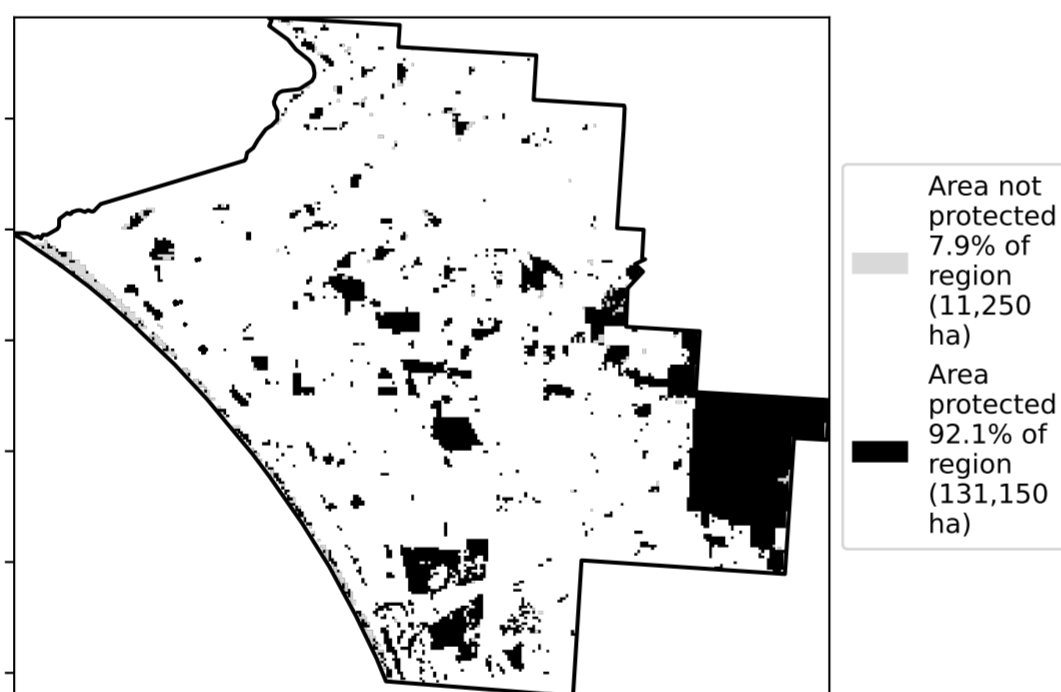 Area not
protected
7.9% of
region
(11,250
ha)
Area
protected
92.1% of
region
(131,150
ha)